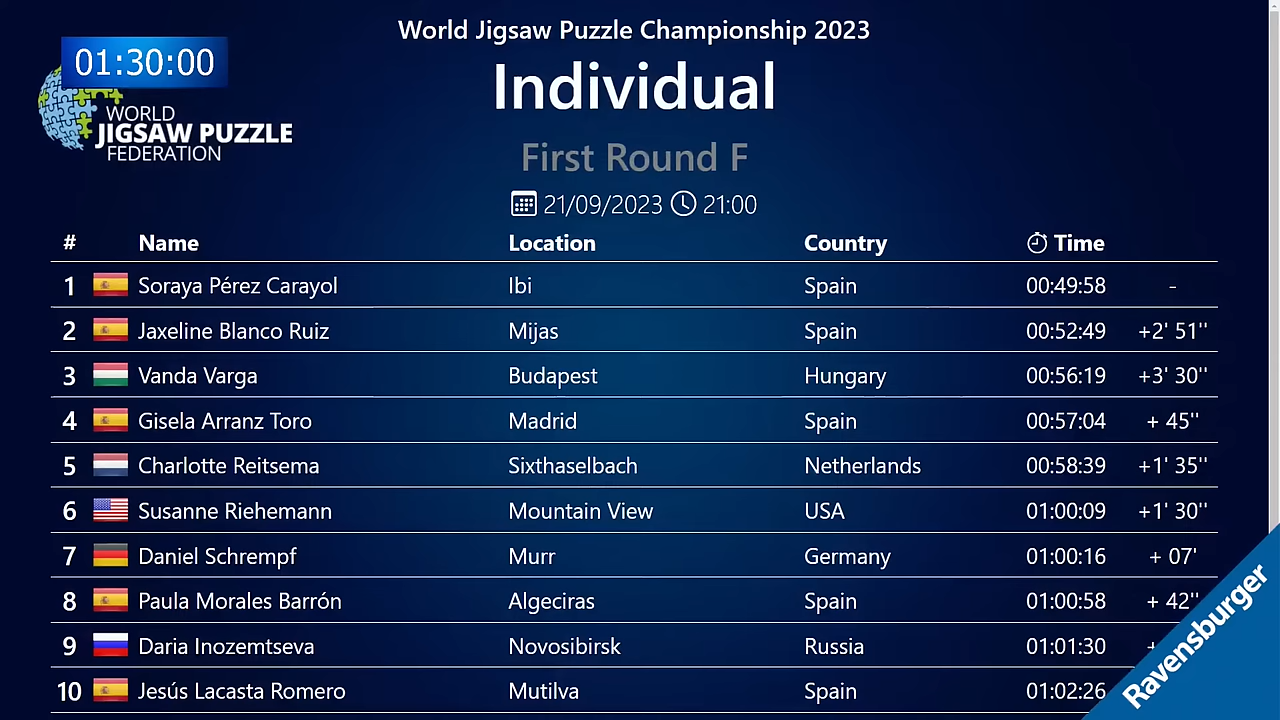 World Jigsaw Puzzle Championship 2023
01:30:00
Individual
WORLD
JIGSAW PUZZLE
FEDERATION
First Round F
21/09/2023 21:00
# Name Location Country Time
1 Soraya Pérez Carayol Ibi Spain 00:49:58 -
2 Jaxeline Blanco Ruiz Mijas Spain 00:52:49 +2' 51''
3 Vanda Varga Budapest Hungary 00:56:19 +3' 30''
4 Gisela Arranz Toro Madrid Spain 00:57:04 + 45''
5 Charlotte Reitsema Sixthaselbach Netherlands 00:58:39 +1' 35''
6 Susanne Riehemann Mountain View USA 01:00:09 +1' 30''
7 Daniel Schrempf Murr Germany 01:00:16 + 07'
8 Paula Morales Barrón Algeciras Spain 01:00:58 + 42''
9 Daria Inozemtseva Novosibirsk Russia 01:01:30 +
10 Jesús Lacasta Romero Mutilva Spain 01:02:26
Ravensburger